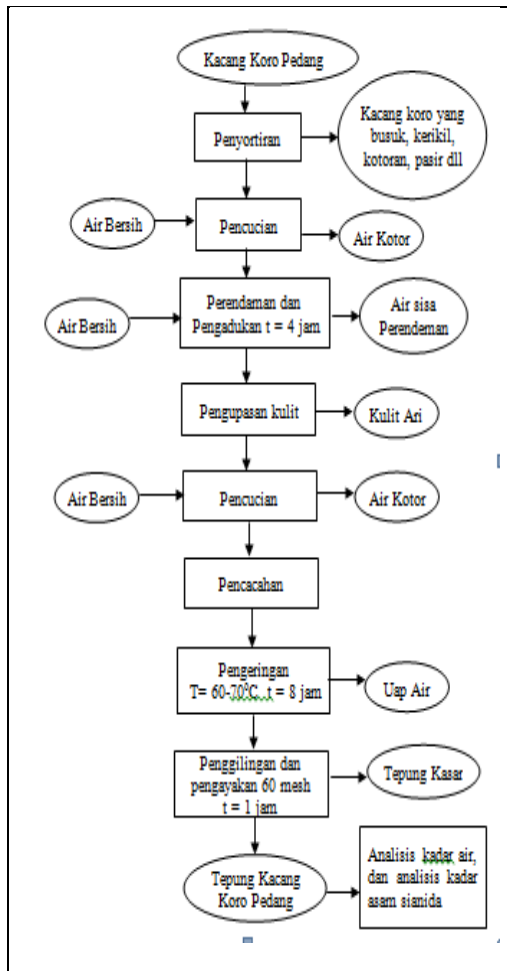 Kacang Koro Pedang
Penyortiran
Kacang koro yang
busuk, kerikil,
kotoran, pasir dll
Air Bersih
Pencucian
Air Kotor
Air Bersih
Perendaman dan
Pengadukan t = 4 jam
Air sisa
Perendeman
Pengupasan kulit
Kulit Ari
Air Bersih
Pencucian
Air Kotor
Pencacahan
Pengeringan
T= 60-70⁰C t = 8 jam
Uap Air
Penggilingan dan
pengayakan 60 mesh
t = 1 jam
Tepung Kasar
Tepung Kacang
Koro Pedang
Analisis kadar air,
dan analisis kadar
asam sianida